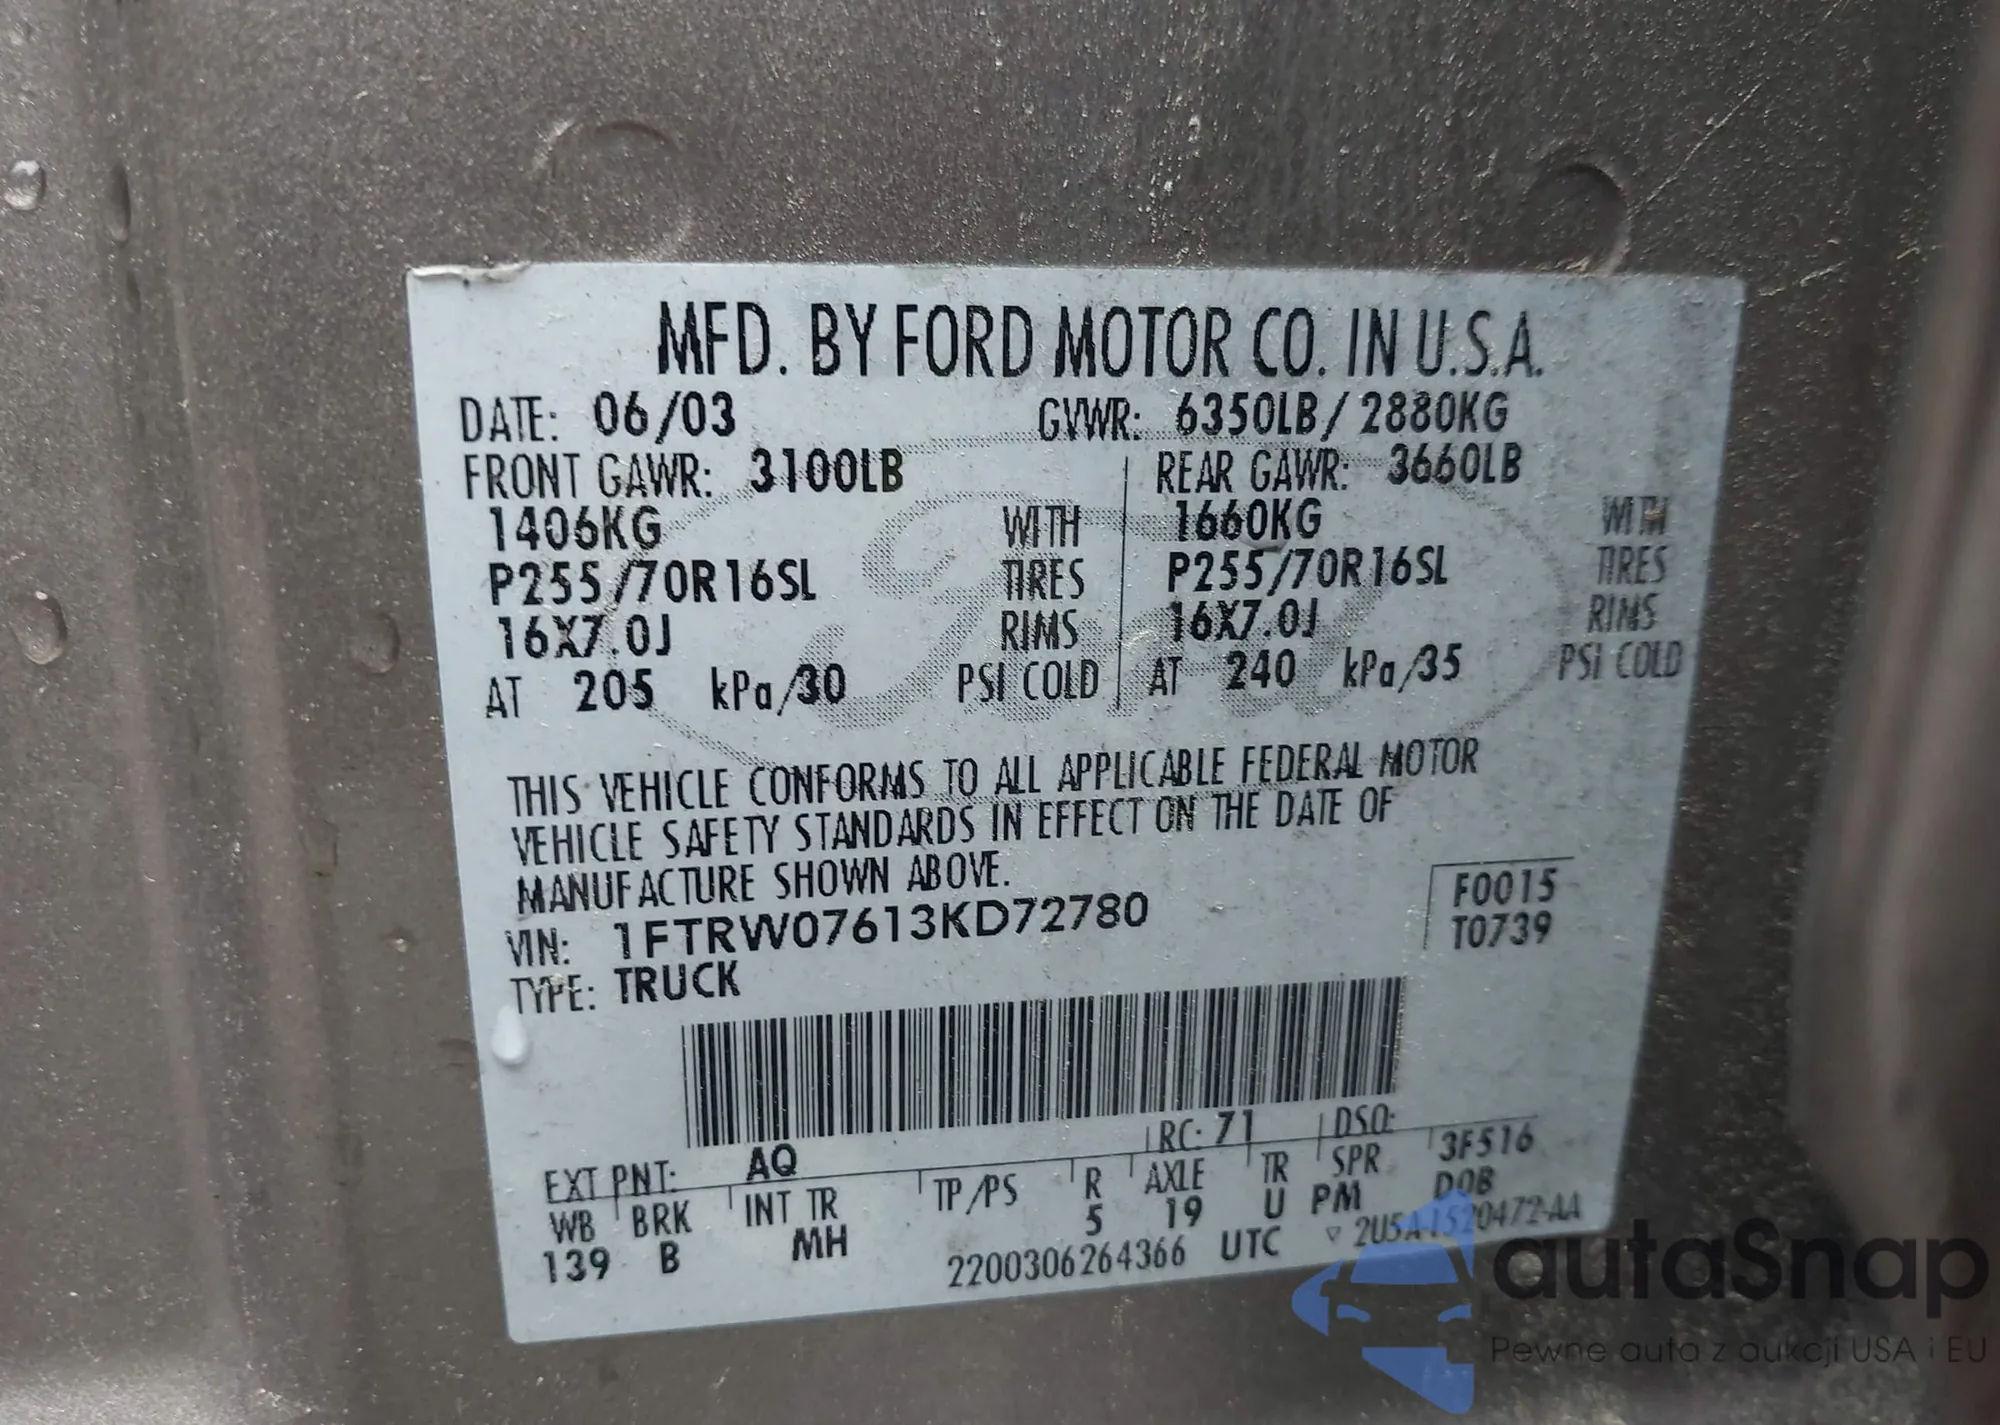 MFD. BY FORD MOTOR CO. IN U.S.A.
DATE: 06/03 GVWR: 6350LB/2880KG
FRONT GAWR: 3100LB REAR GAWR: 3660LB
1406KG WITH 1660KG WITH
P255/70R16SL TIRES P255/70R16SL TIRES
16X7.0J RIMS 16X7.0J RIMS
AT 205 kPa/30 PSI COLD AT 240 kPa/35 PSI COLD
THIS VEHICLE CONFORMS TO ALL APPLICABLE FEDERAL MOTOR
VEHICLE SAFETY STANDARDS IN EFFECT ON THE DATE OF
MANUFACTURE SHOWN ABOVE.
VIN: 1FTRW07613KD72780
TYPE: TRUCK
F0015
T0739
EXT PNT: AQ RC: 71 DSO: 3F516
WB BRK INT TR TP/PS R AXLE TR SPR DOB
139 B MH 5 19 U PM
2200306264366 UTC ▽ 2U5A-1520472-AA
Ford
autaSnap
Pewne auta z aukcji USA i EU